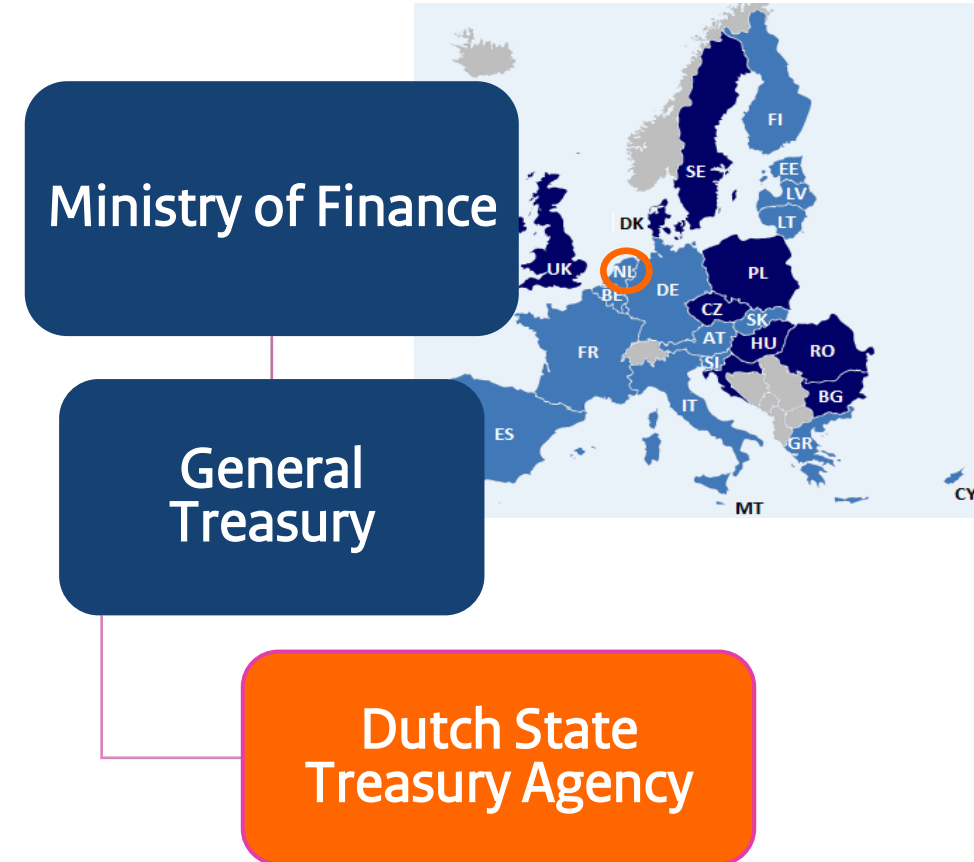 Ministry of Finance
General
Treasury
Dutch State
Treasury Agency
FI
SE
EE
LV
LT
DK
UK
NL
BE
DE
PL
CZ
SK
AT
HU
SI
RO
FR
BG
IT
ES
GR
MT
CY